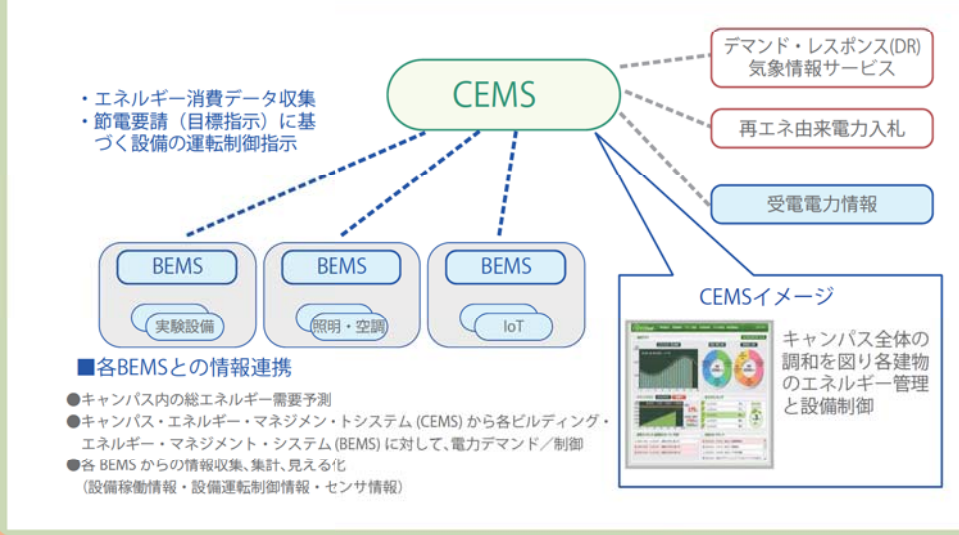 デマンド・レスポンス(DR)
気象情報サービス
CEMS
・エネルギー消費データ収集
・節電要請（目標指示）に基
づく設備の運転制御指示
再エネ由来電力入札
受電電力情報
BEMS
BEMS
BEMS
実験設備
照明・空調
IoT
CEMSイメージ
キャンパス全体の
調和を図り各建物
のエネルギー管理
と設備制御
■各BEMSとの情報連携
●キャンパス内の総エネルギー需要予測
●キャンパス・エネルギー・マネジメン・トシステム (CEMS) から各ビルディング・
エネルギー・マネジメント・システム (BEMS) に対して、電力デマンド／制御
●各 BEMS からの情報収集、集計、見える化
（設備稼働情報・設備運転制御情報・センサ情報）